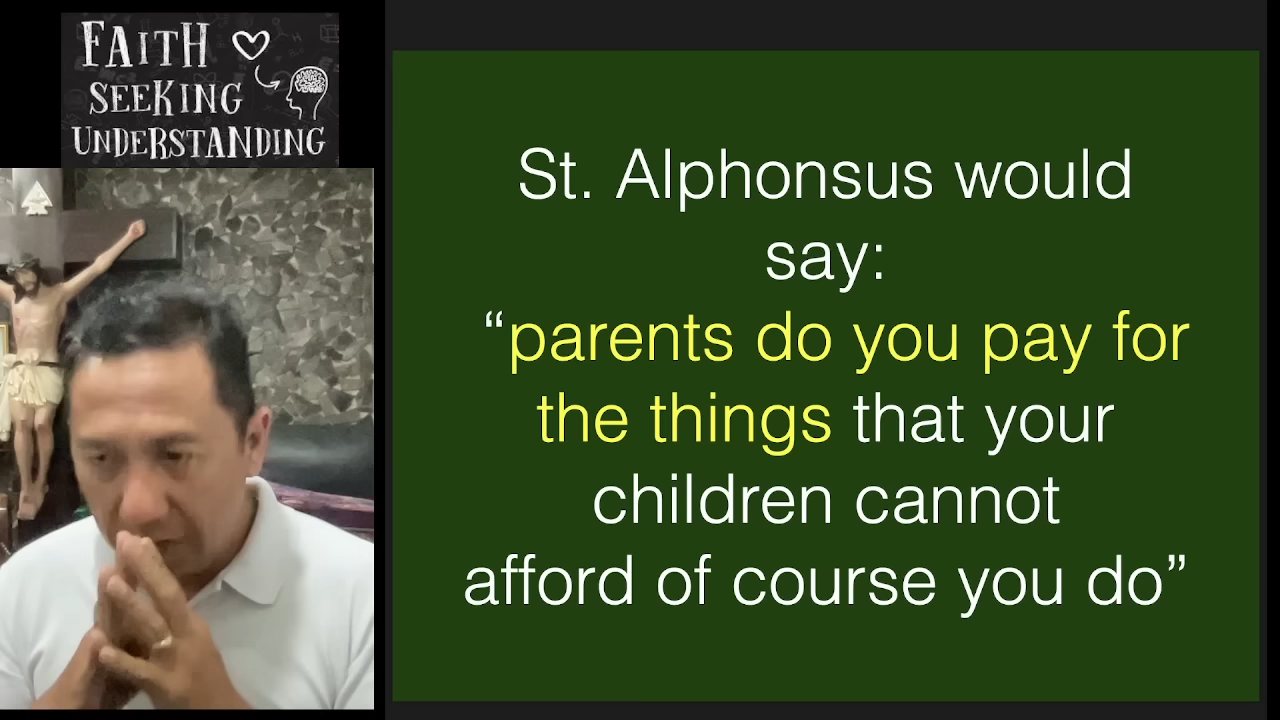 FAITH
SEEKING
UNDERSTANDING
St. Alphonsus would
say:
“parents do you pay for
the things that your
children cannot
afford of course you do”